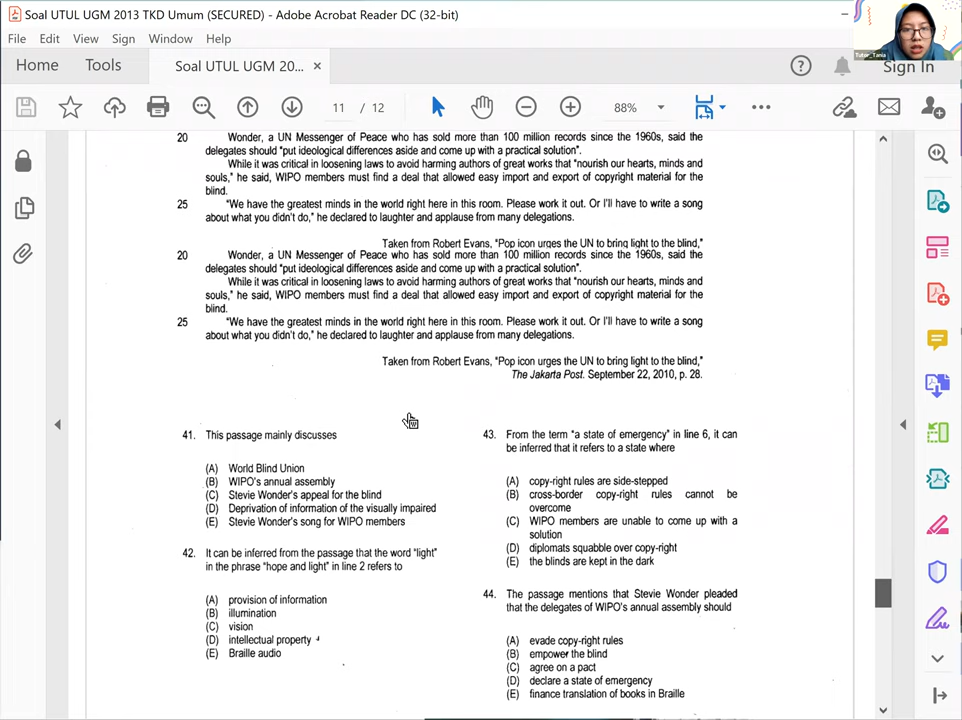 Soal UTUL UGM 2013 TKD Umum (SECURED) - Adobe Acrobat Reader DC (32-bit)
File Edit View Sign Window Help
Home Tools Soal UTUL UGM 20... × Sign In
Tutor_Tania
11 / 12 88%
20 Wonder, a UN Messenger of Peace who has sold more than 100 million records since the 1960s, said the
delegates should "put ideological differences aside and come up with a practical solution".
While it was critical in loosening laws to avoid harming authors of great works that "nourish our hearts, minds and
souls," he said, WIPO members must find a deal that allowed easy import and export of copyright material for the
blind.
25 "We have the greatest minds in the world right here in this room. Please work it out. Or I'll have to write a song
about what you didn't do," he declared to laughter and applause from many delegations.
Taken from Robert Evans, "Pop icon urges the UN to bring light to the blind,"
20 Wonder, a UN Messenger of Peace who has sold more than 100 million records since the 1960s, said the
delegates should "put ideological differences aside and come up with a practical solution".
While it was critical in loosening laws to avoid harming authors of great works that "nourish our hearts, minds and
souls," he said, WIPO members must find a deal that allowed easy import and export of copyright material for the
blind.
25 "We have the greatest minds in the world right here in this room. Please work it out. Or I'll have to write a song
about what you didn't do," he declared to laughter and applause from many delegations.
Taken from Robert Evans, "Pop icon urges the UN to bring light to the blind,"
The Jakarta Post. September 22, 2010, p. 28.
41. This passage mainly discusses
(A) World Blind Union
(B) WIPO's annual assembly
(C) Stevie Wonder's appeal for the blind
(D) Deprivation of information of the visually impaired
(E) Stevie Wonder's song for WIPO members
42. It can be inferred from the passage that the word "light"
in the phrase "hope and light" in line 2 refers to
(A) provision of information
(B) illumination
(C) vision
(D) intellectual property
(E) Braille audio
43. From the term "a state of emergency" in line 6, it can
be inferred that it refers to a state where
(A) copy-right rules are side-stepped
(B) cross-border copy-right rules cannot be
overcome
(C) WIPO members are unable to come up with a
solution
(D) diplomats squabble over copy-right
(E) the blinds are kept in the dark
44. The passage mentions that Stevie Wonder pleaded
that the delegates of WIPO's annual assembly should
(A) evade copy-right rules
(B) empower the blind
(C) agree on a pact
(D) declare a state of emergency
(E) finance translation of books in Braille